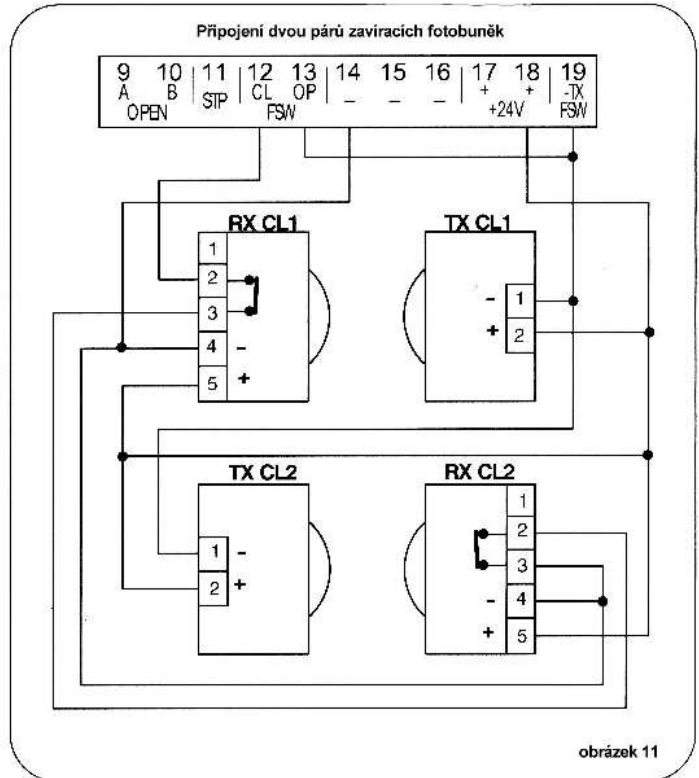 Připojení dvou párů zavíracích fotobuněk
9 10 11 12 13 14 15 16 17 18 19
A B STP CL OP _ _ _ + + -TX
OPEN FSW +24V FSW
RX CL1 TX CL1
1
2
3
4 -
5 +
- 1
+ 2
TX CL2 RX CL2
1 -
2 +
1
2
3
- 4
+ 5
obrázek 11